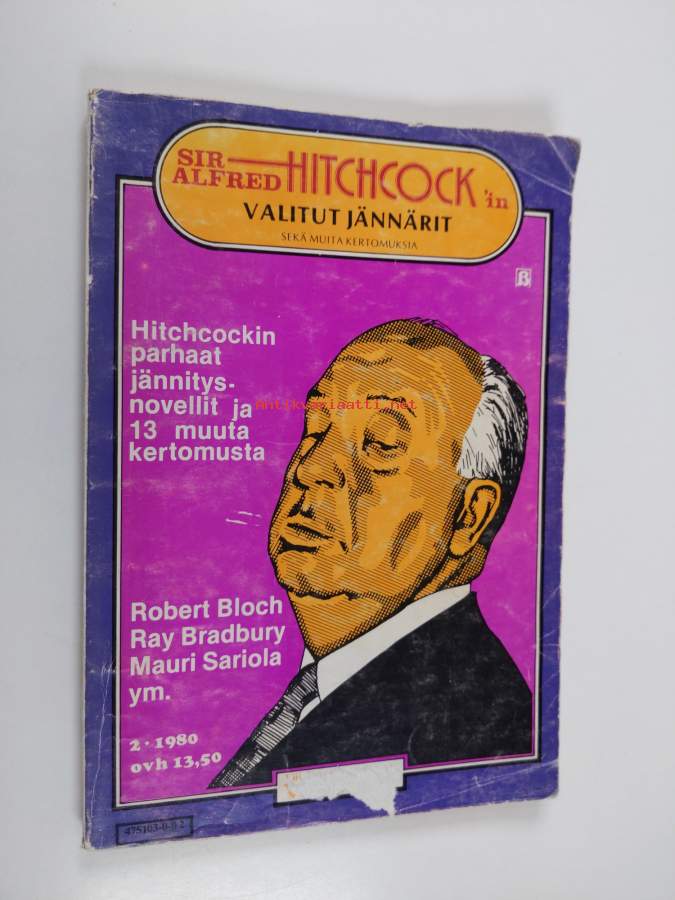 SIR ALFRED HITCHCOCK'in
VALITUT JÄNNÄRIT
SEKÄ MUITA KERTOMUKSIA
B
Hitchcockin
parhaat
jännitys-
novellit ja
13 muuta
kertomusta
Antikvariaatti.net
Robert Bloch
Ray Bradbury
Mauri Sariola
ym.
2 · 1980
ovh 13,50